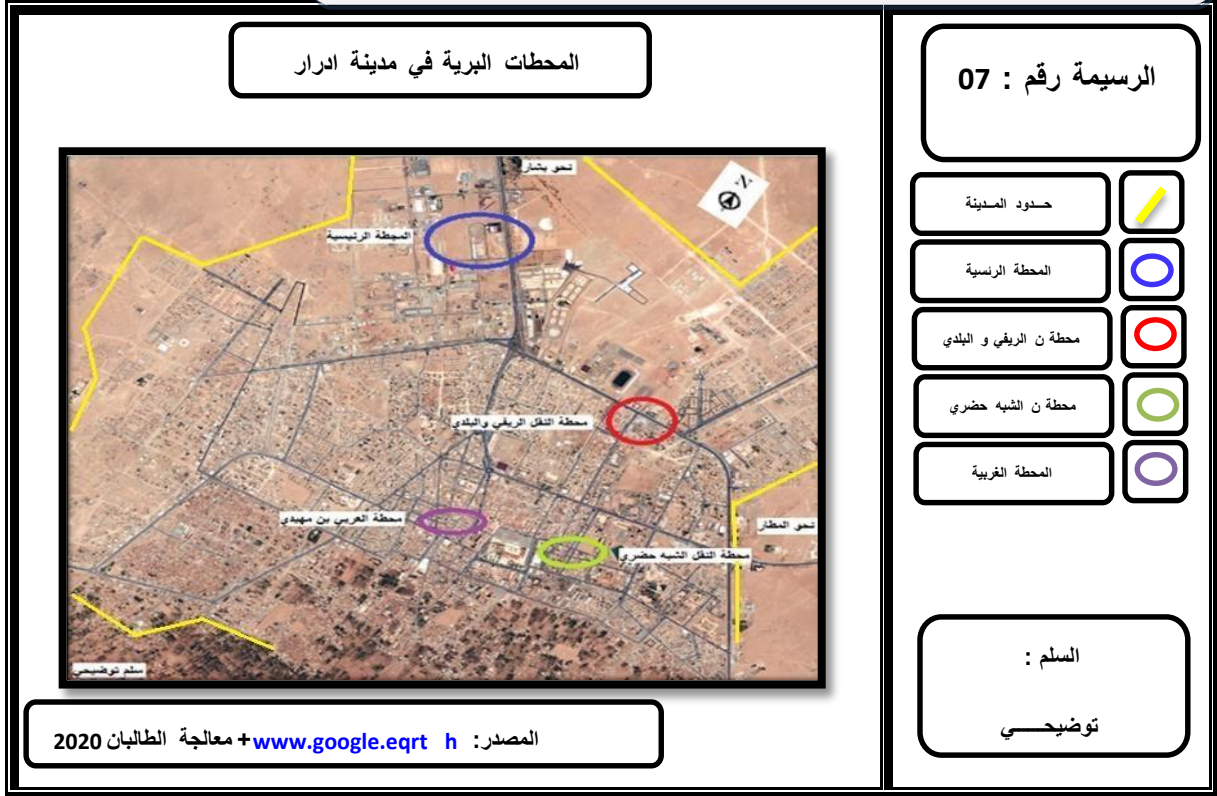 المحطات البرية في مدينة ادرار
الرسيمة رقم : 07
حــدود المــدينة
المحطة الرئسية
محطة ن الريفي و البلدي
محطة ن الشبه حضري
المحطة الغربية
السلم :
توضيحـــــي
نحو بشار
N
المحطة الرئيسية
محطة النقل الريفي والبلدي
محطة العربي بن مهيدي
نحو المطار
محطة النقل الشبه حضري
سلم توضيحي
المصدر: www.google.eqrt h+ معالجة الطالبان 2020